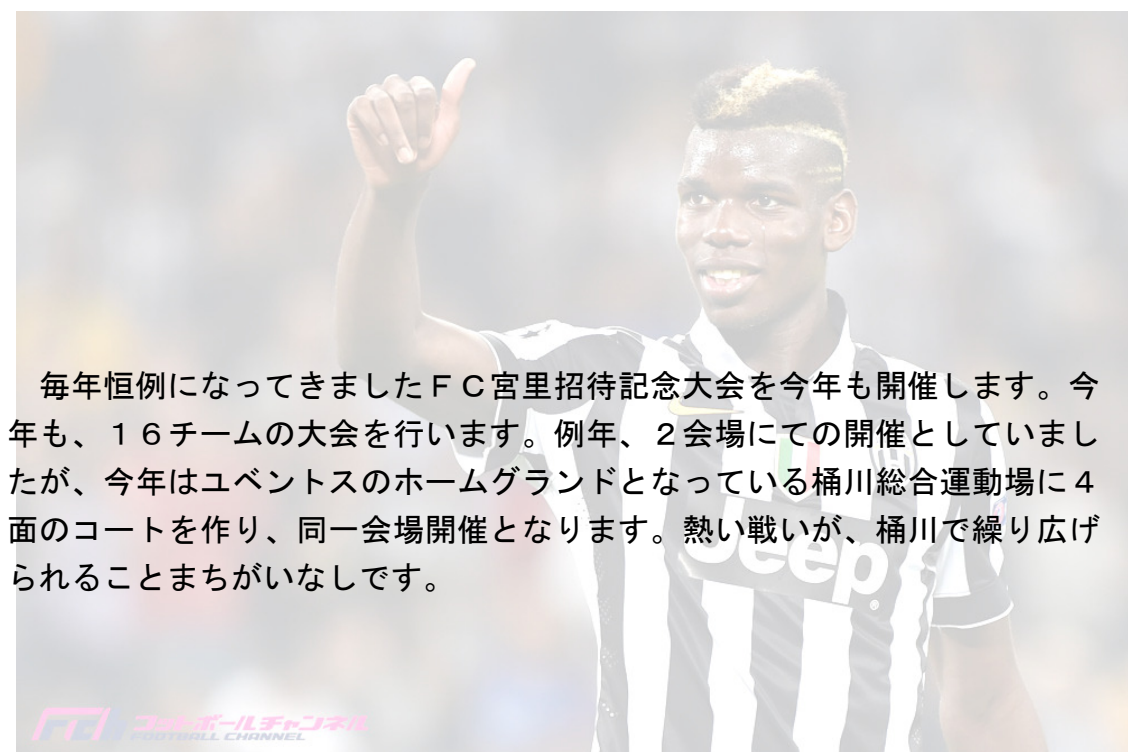 毎年恒例になってきましたＦＣ宮里招待記念大会を今年も開催します。今
年も、１６チームの大会を行います。例年、２会場にての開催としていまし
たが、今年はユベントスのホームグランドとなっている桶川総合運動場に４
面のコートを作り、同一会場開催となります。熱い戦いが、桶川で繰り広げ
られることまちがいなしです。
Jeep
フットボールチャンネル
FOOTBALL CHANNEL